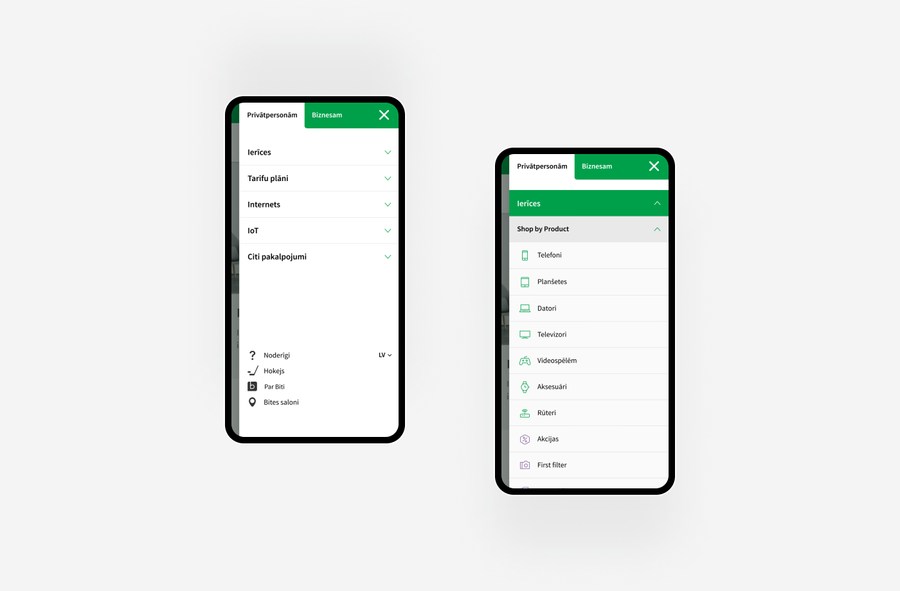 Privātpersonām
Biznesam
Ierīces
Tarifu plāni
Internets
IoT
Citi pakalpojumi
Noderīgi
LV
Hokejs
Par Biti
Bites saloni
Privātpersonām
Biznesam
Ierīces
Shop by Product
Telefoni
Planšetes
Datori
Televizori
Videospēlēm
Aksesuāri
Rūteri
Akcijas
First filter